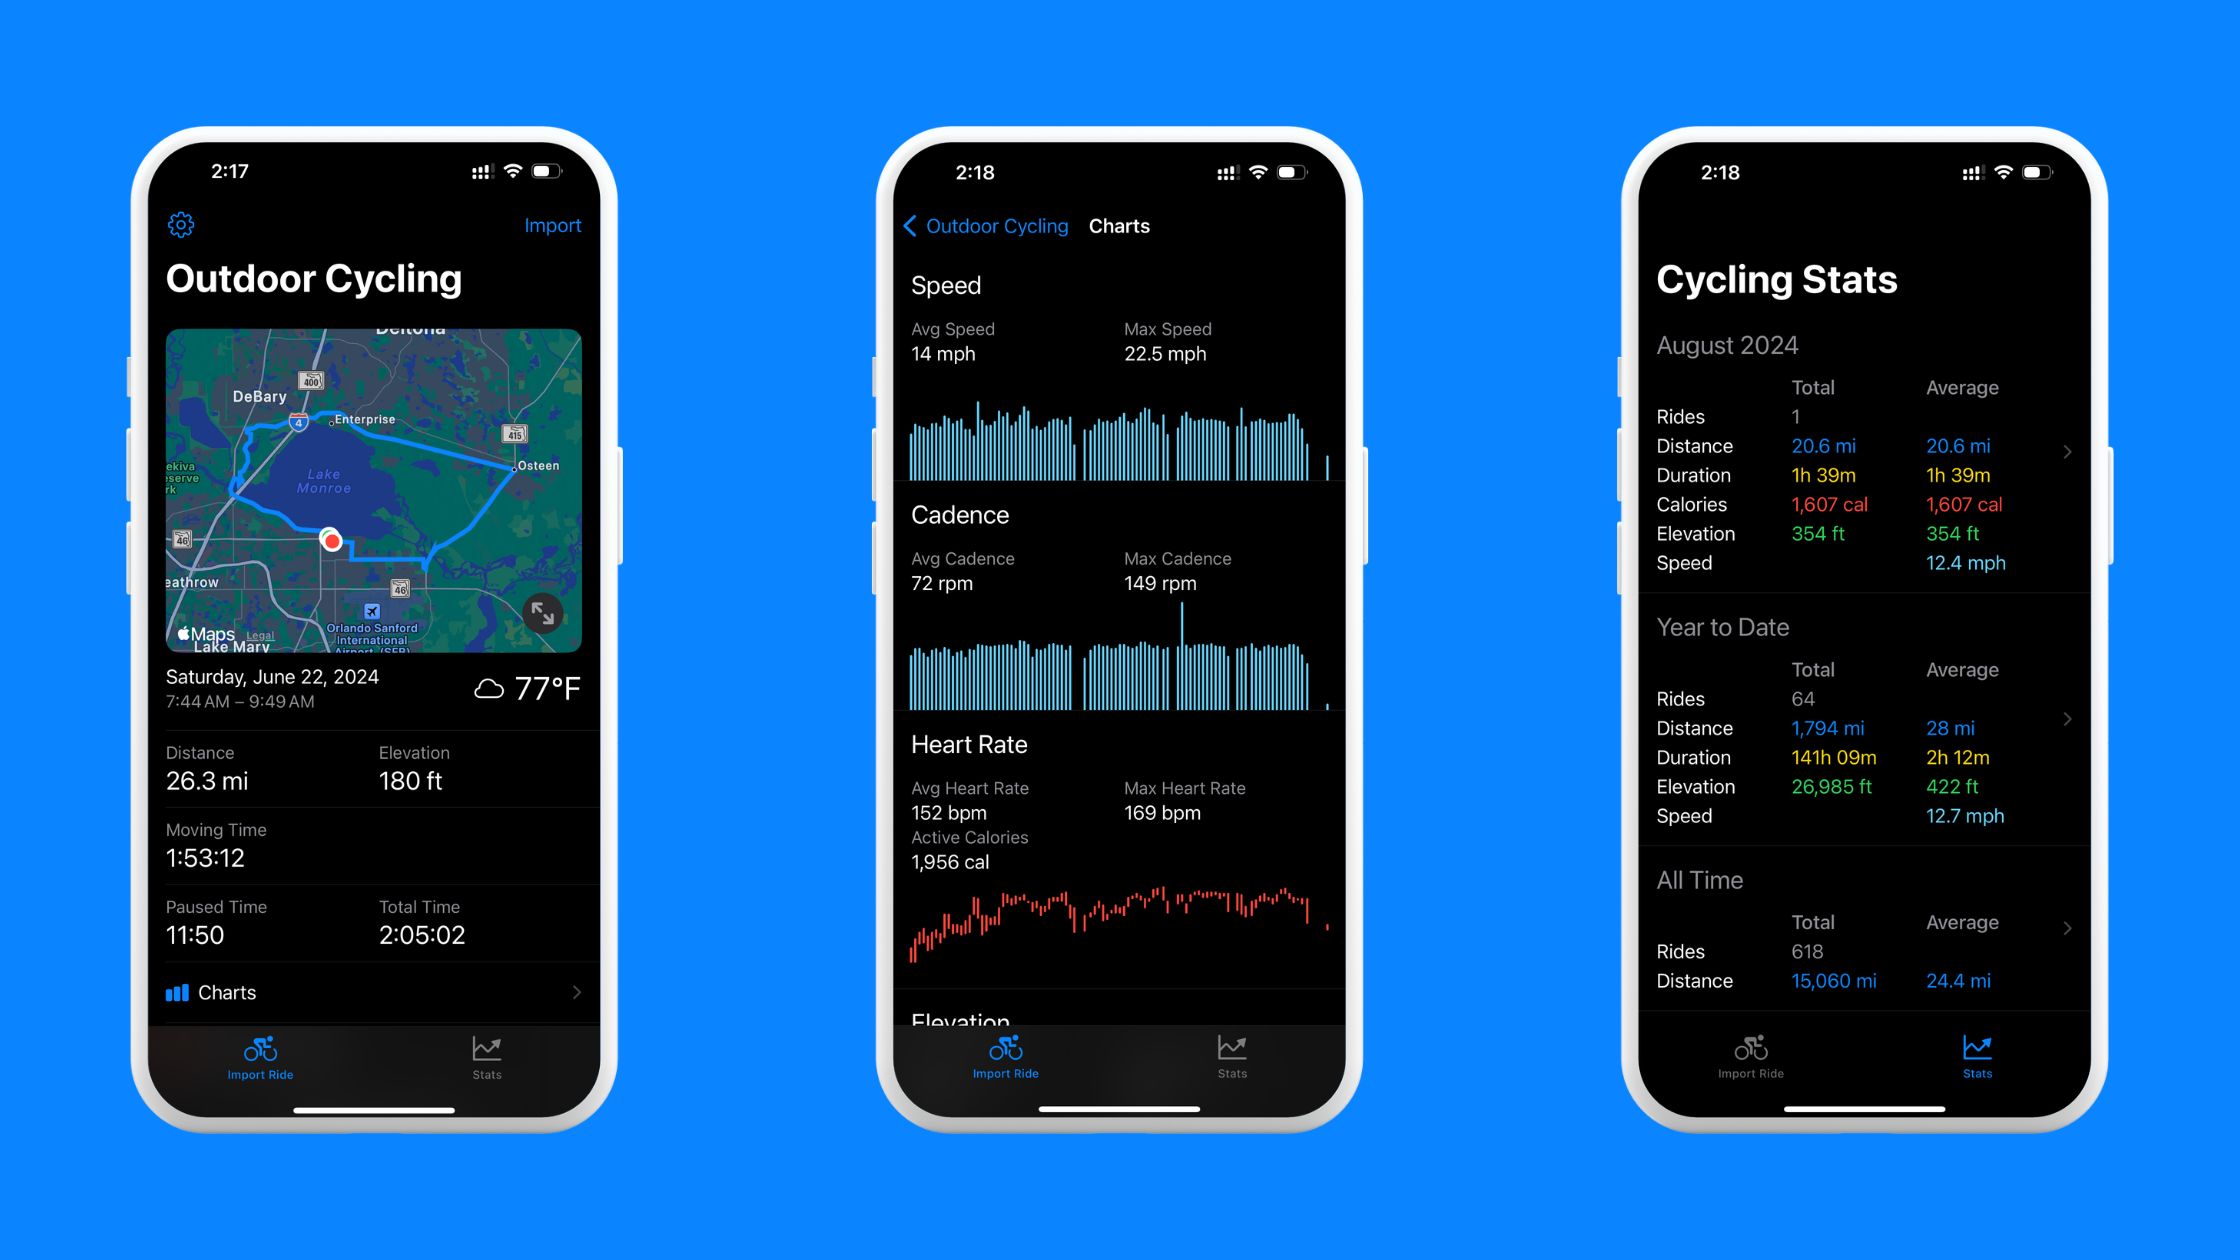 2:17
Import
Outdoor Cycling
Deltona
400
DeBary
4
Enterprise
415
Osteen
ekiva
eserve
rk
Lake
Monroe
46
eathrow
46
Orlando Sanford
International
Airport (SFB)
Maps Legal
Lake Mary
Saturday, June 22, 2024
7:44 AM – 9:49 AM
77°F
Distance Elevation
26.3 mi 180 ft
Moving Time
1:53:12
Paused Time Total Time
11:50 2:05:02
Charts
Import Ride Stats
2:18
Outdoor Cycling Charts
Speed
Avg Speed Max Speed
14 mph 22.5 mph
Cadence
Avg Cadence Max Cadence
72 rpm 149 rpm
Heart Rate
Avg Heart Rate Max Heart Rate
152 bpm 169 bpm
Active Calories
1,956 cal
Elevation
Import Ride Stats
2:18
Cycling Stats
August 2024
Total Average
Rides 1
Distance 20.6 mi 20.6 mi
Duration 1h 39m 1h 39m
Calories 1,607 cal 1,607 cal
Elevation 354 ft 354 ft
Speed 12.4 mph
Year to Date
Total Average
Rides 64
Distance 1,794 mi 28 mi
Duration 141h 09m 2h 12m
Elevation 26,985 ft 422 ft
Speed 12.7 mph
All Time
Total Average
Rides 618
Distance 15,060 mi 24.4 mi
Import Ride Stats